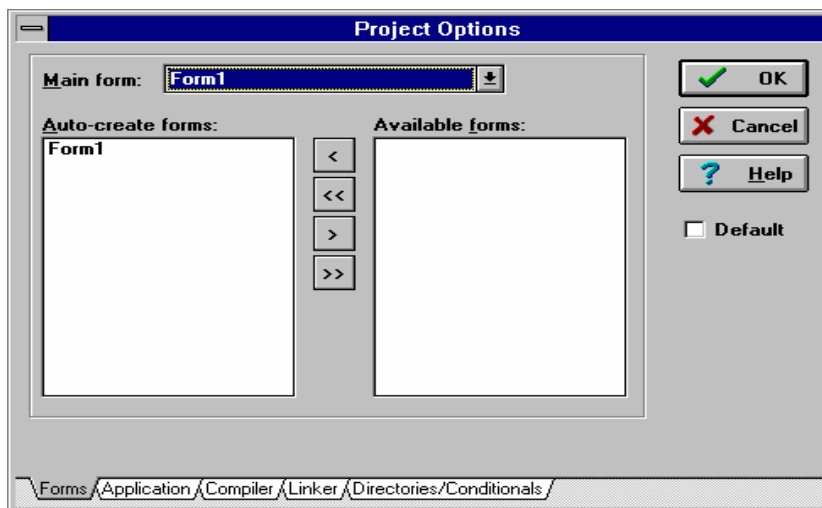 Project Options
Main form: Form1
Auto-create forms:
Form1
<
<<
>
>>
Available forms:
OK
Cancel
? Help
Default
Forms Application Compiler Linker Directories/Conditionals